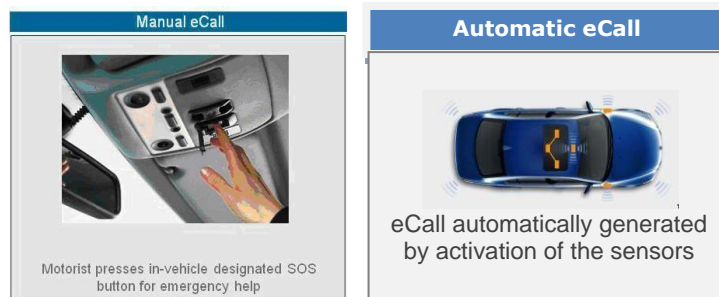 Manual eCall
Motorist presses in-vehicle designated SOS
button for emergency help
Automatic eCall
eCall automatically generated
by activation of the sensors